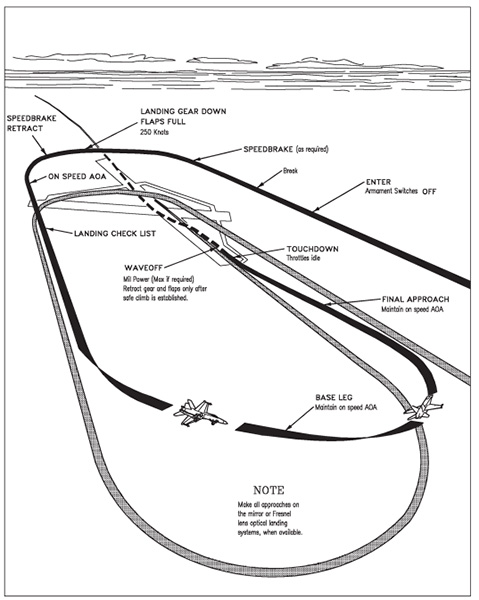 LANDING GEAR DOWN
FLAPS FULL
250 Knots
SPEEDBRAKE
RETRACT
SPEEDBRAKE (as required)
Break
ENTER
Armament Switches OFF
ON SPEED AOA
LANDING CHECK LIST
TOUCHDOWN
Throttles idle
WAVEOFF
Mil Power (Max if required)
Retract gear and flaps only after
safe climb is established.
FINAL APPROACH
Maintain on speed AOA
BASE LEG
Maintain on speed AOA
NOTE
Make all approaches on
the mirror or Fresnel
lens optical landing
systems, when available.